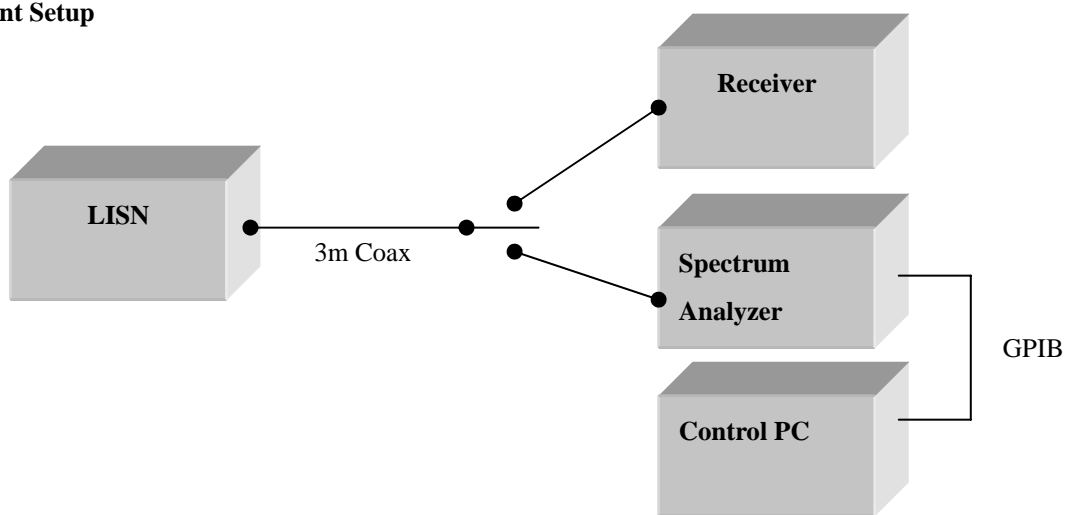 nt Setup
Receiver
LISN
3m Coax
Spectrum
Analyzer
GPIB
Control PC